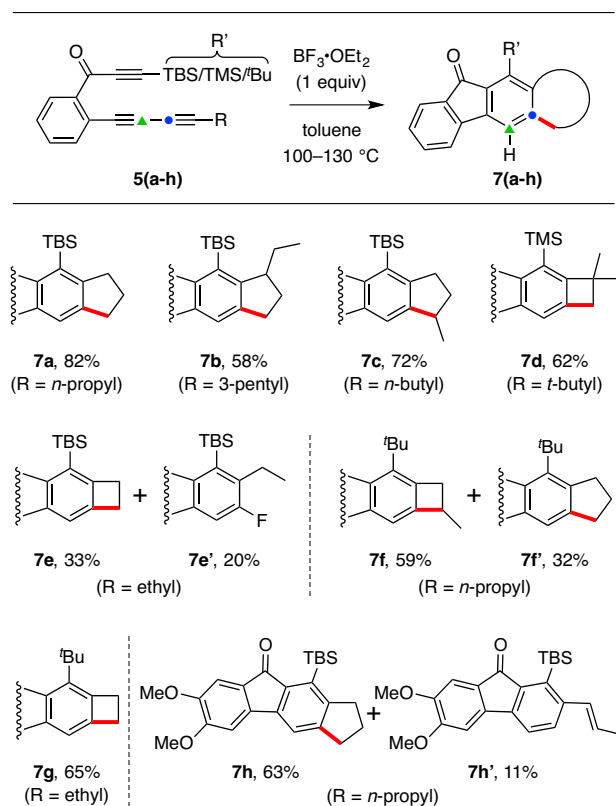 R'
O
TBS/TMS/ᵗBu
R
5(a-h)
BF₃•OEt₂
(1 equiv)
toluene
100–130 °C
O
R'
H
7(a-h)
TBS
TBS
TBS
TMS
7a, 82%
(R = n-propyl)
7b, 58%
(R = 3-pentyl)
7c, 72%
(R = n-butyl)
7d, 62%
(R = t-butyl)
TBS
+
TBS
F
ᵗBu
+
ᵗBu
7e, 33%
7e', 20%
(R = ethyl)
7f, 59%
7f', 32%
(R = n-propyl)
ᵗBu
O
TBS
MeO
MeO
+
O
TBS
MeO
MeO
7g, 65%
(R = ethyl)
7h, 63%
7h', 11%
(R = n-propyl)